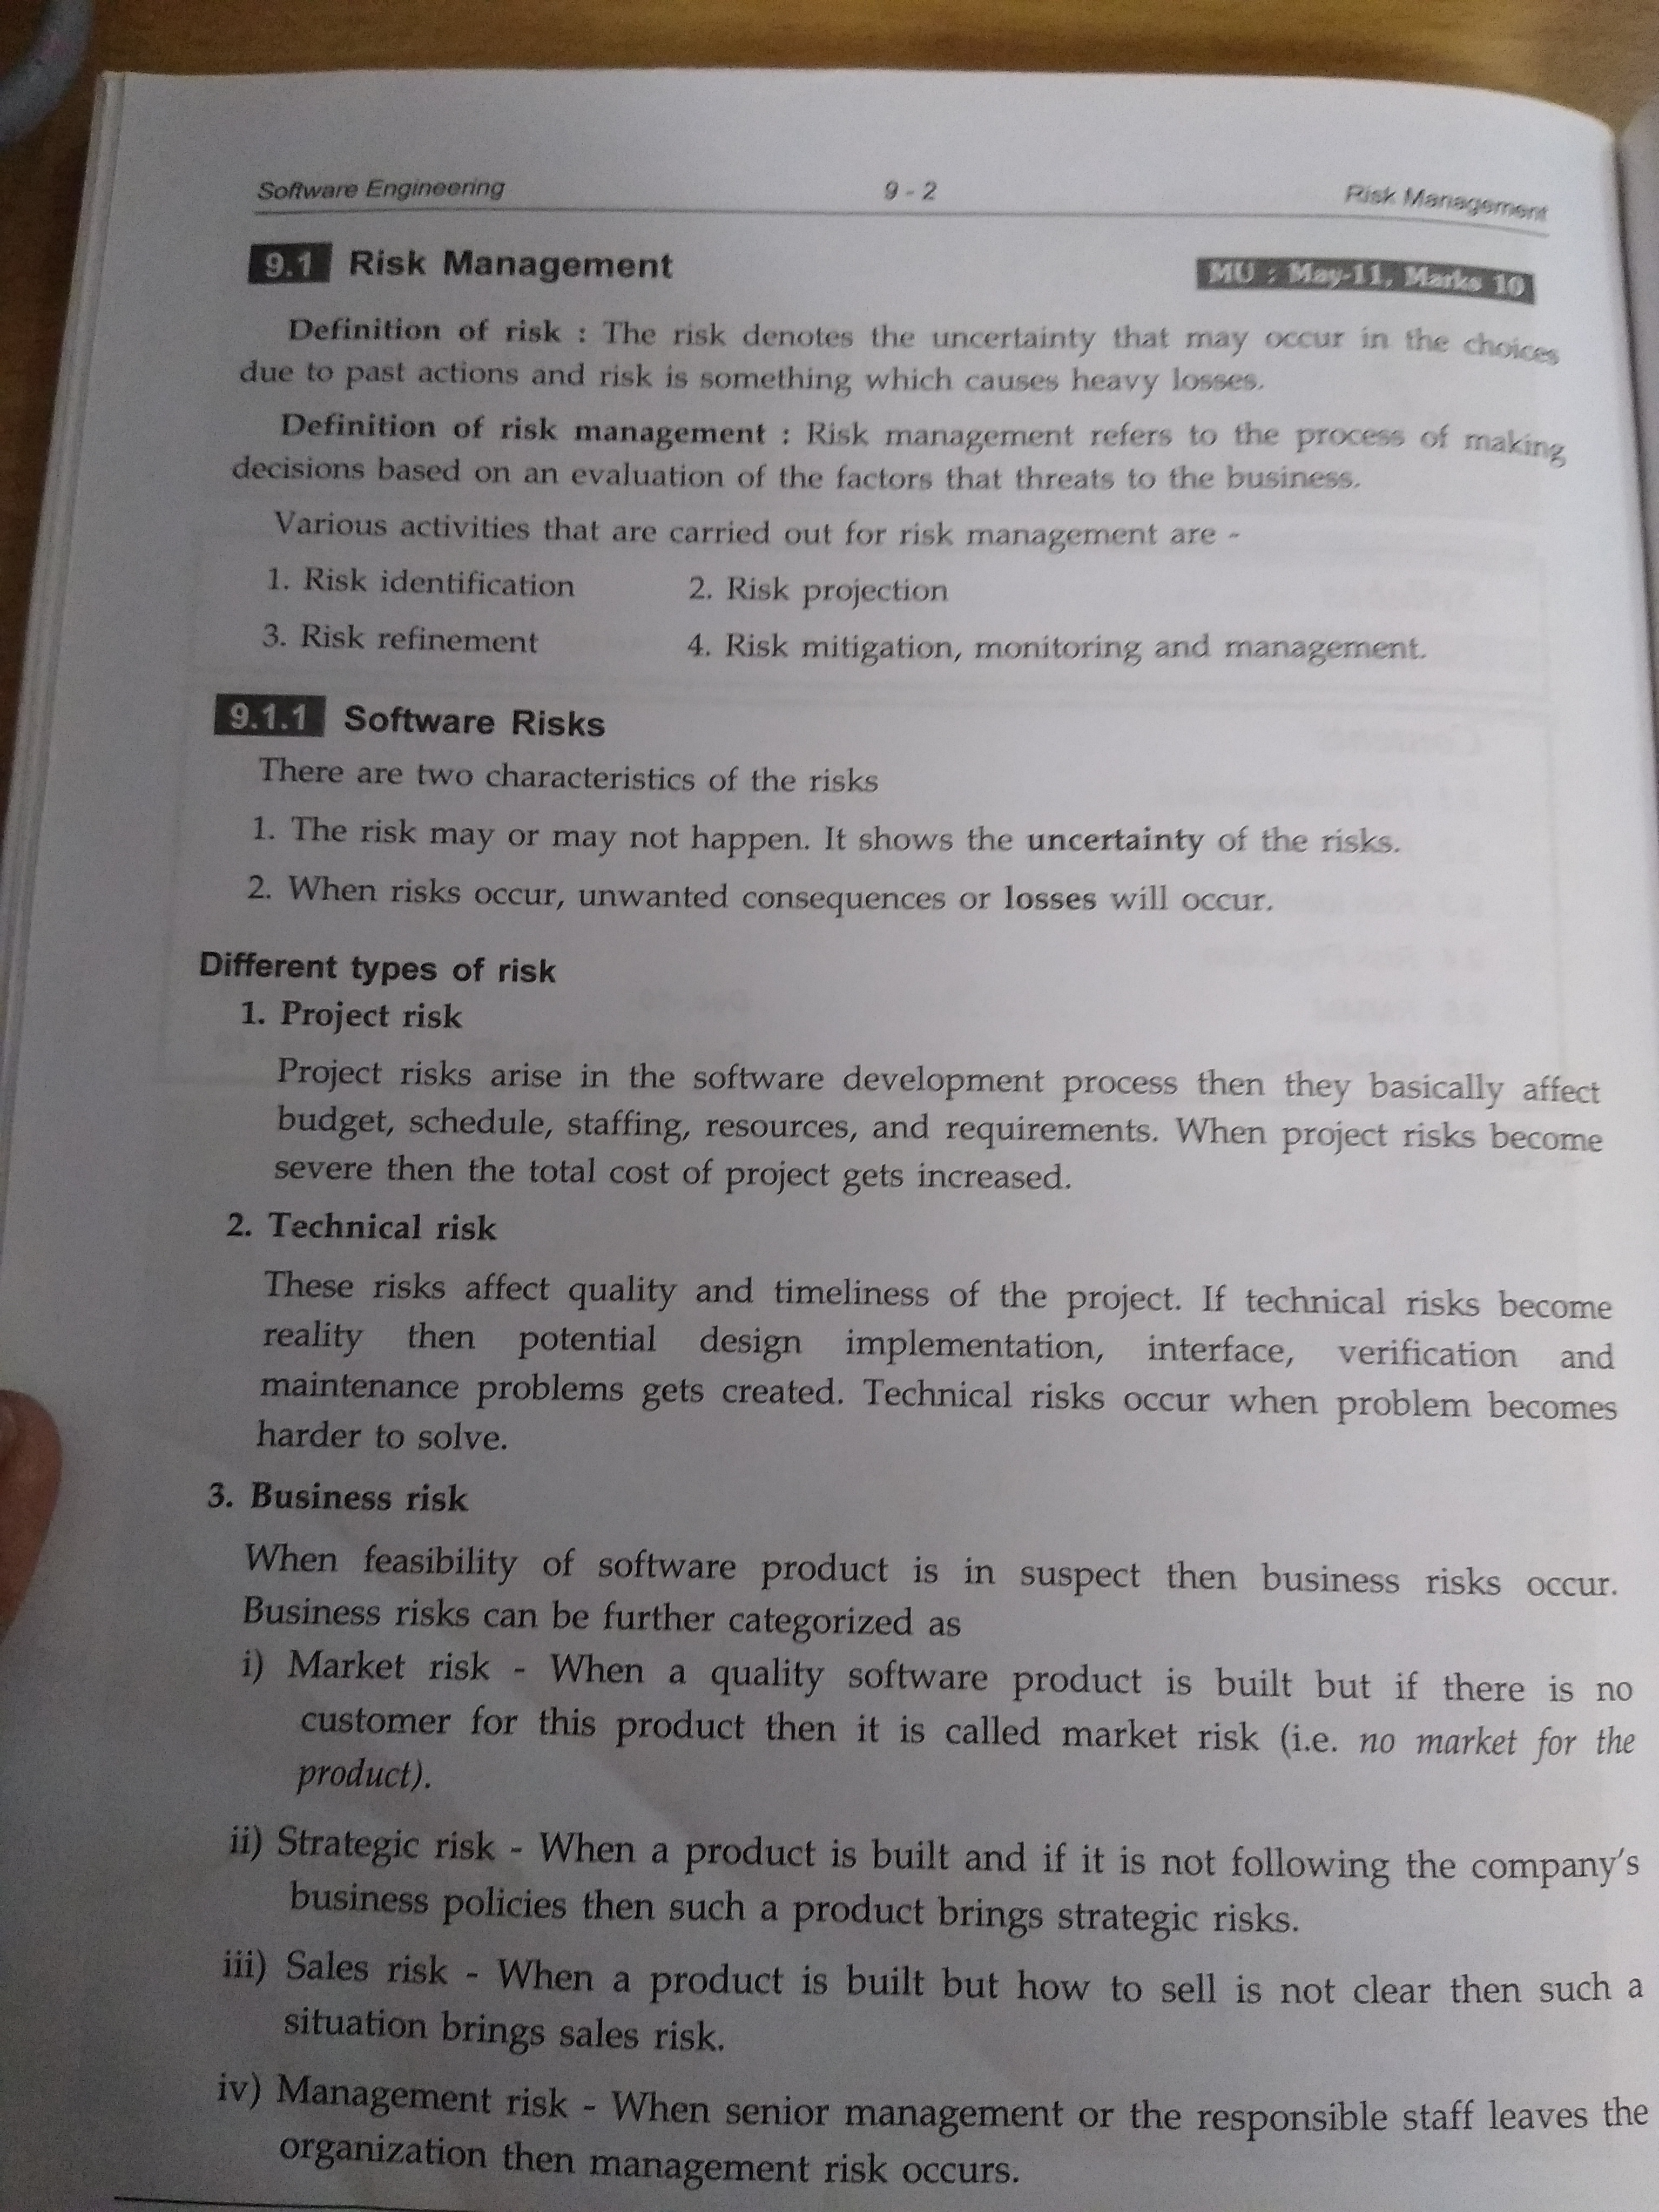 Software Engineering 9 - 2 Risk Management
9.1 Risk Management MU : May-11, Marks 10
Definition of risk : The risk denotes the uncertainty that may occur in the choices
due to past actions and risk is something which causes heavy losses.
Definition of risk management : Risk management refers to the process of making
decisions based on an evaluation of the factors that threats to the business.
Various activities that are carried out for risk management are -
1. Risk identification 2. Risk projection
3. Risk refinement 4. Risk mitigation, monitoring and management.
9.1.1 Software Risks
There are two characteristics of the risks
1. The risk may or may not happen. It shows the uncertainty of the risks.
2. When risks occur, unwanted consequences or losses will occur.
Different types of risk
1. Project risk
Project risks arise in the software development process then they basically affect
budget, schedule, staffing, resources, and requirements. When project risks become
severe then the total cost of project gets increased.
2. Technical risk
These risks affect quality and timeliness of the project. If technical risks become
reality then potential design implementation, interface, verification and
maintenance problems gets created. Technical risks occur when problem becomes
harder to solve.
3. Business risk
When feasibility of software product is in suspect then business risks occur.
Business risks can be further categorized as
i) Market risk - When a quality software product is built but if there is no
customer for this product then it is called market risk (i.e. no market for the
product).
ii) Strategic risk - When a product is built and if it is not following the company's
business policies then such a product brings strategic risks.
iii) Sales risk - When a product is built but how to sell is not clear then such a
situation brings sales risk.
iv) Management risk - When senior management or the responsible staff leaves the
organization then management risk occurs.